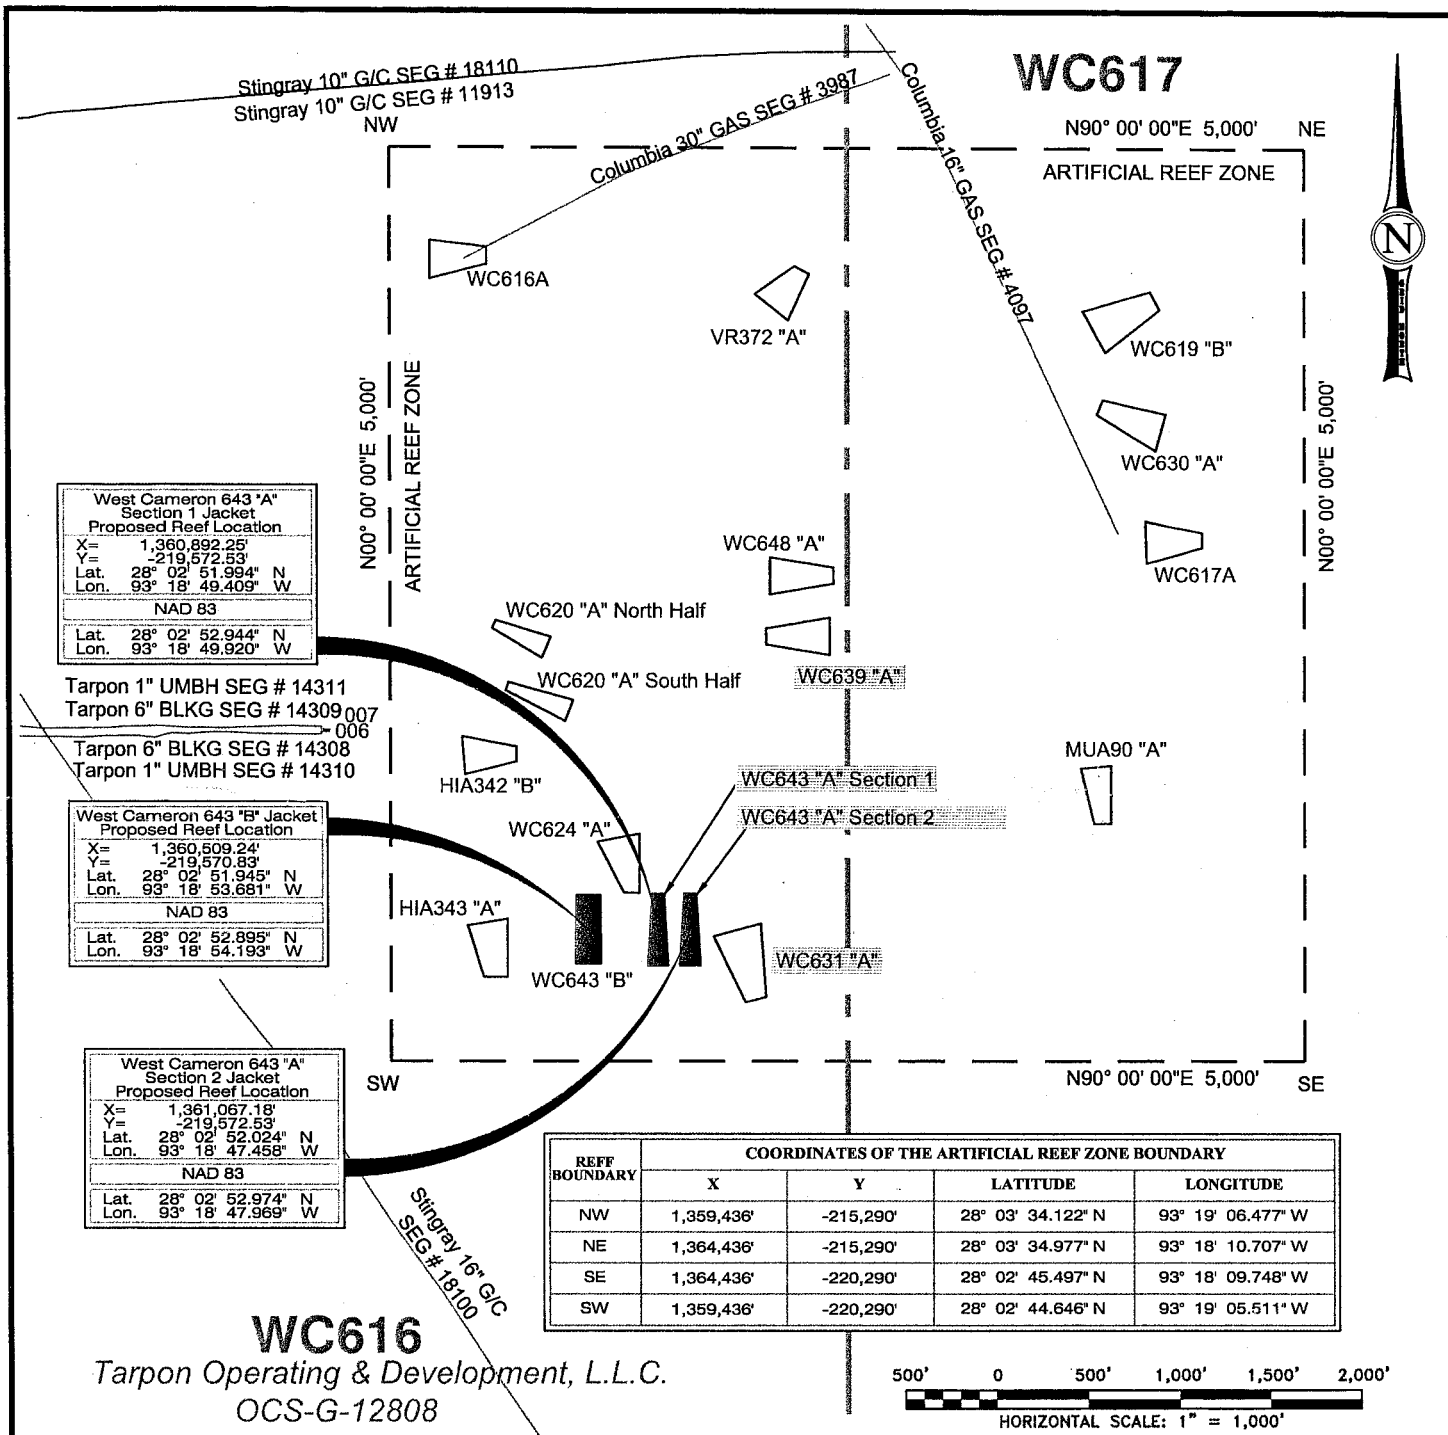 Stingray 10" G/C SEG # 18110
Stingray 10" G/C SEG # 11913
NW
Columbia 30" GAS SEG # 3987
Columbia 16" GAS SEG # 4097
WC617
N90° 00' 00"E 5,000'
NE
ARTIFICIAL REEF ZONE
N
GRID NORTH
WC616A
VR372 "A"
WC619 "B"
WC630 "A"
WC617A
N00° 00' 00"E 5,000'
ARTIFICIAL REEF ZONE
N00° 00' 00"E 5,000'
West Cameron 643 "A"
Section 1 Jacket
Proposed Reef Location
X= 1,360,892.25'
Y= -219,572.53'
Lat. 28° 02' 51.994" N
Lon. 93° 18' 49.409" W
NAD 83
Lat. 28° 02' 52.944" N
Lon. 93° 18' 49.920" W
WC648 "A"
WC620 "A" North Half
WC620 "A" South Half
WC639 "A"
Tarpon 1" UMBH SEG # 14311
Tarpon 6" BLKG SEG # 14309
007
006
Tarpon 6" BLKG SEG # 14308
Tarpon 1" UMBH SEG # 14310
HIA342 "B"
MUA90 "A"
WC643 "A" Section 1
WC643 "A" Section 2
WC624 "A"
West Cameron 643 "B" Jacket
Proposed Reef Location
X= 1,360,509.24'
Y= -219,570.83'
Lat. 28° 02' 51.945" N
Lon. 93° 18' 53.681" W
NAD 83
Lat. 28° 02' 52.895" N
Lon. 93° 18' 54.193" W
HIA343 "A"
WC643 "B"
WC631 "A"
West Cameron 643 "A"
Section 2 Jacket
Proposed Reef Location
X= 1,361,067.18'
Y= -219,572.53'
Lat. 28° 02' 52.024" N
Lon. 93° 18' 47.458" W
NAD 83
Lat. 28° 02' 52.974" N
Lon. 93° 18' 47.969" W
SW
N90° 00' 00"E 5,000'
SE
Stingray 16" G/C
SEG # 18100
REFF BOUNDARY COORDINATES OF THE ARTIFICIAL REEF ZONE BOUNDARY
X Y LATITUDE LONGITUDE
NW 1,359,436' -215,290' 28° 03' 34.122" N 93° 19' 06.477" W
NE 1,364,436' -215,290' 28° 03' 34.977" N 93° 18' 10.707" W
SE 1,364,436' -220,290' 28° 02' 45.497" N 93° 18' 09.748" W
SW 1,359,436' -220,290' 28° 02' 44.646" N 93° 19' 05.511" W
WC616
Tarpon Operating & Development, L.L.C.
OCS-G-12808
500' 0 500' 1,000' 1,500' 2,000'
HORIZONTAL SCALE: 1" = 1,000'